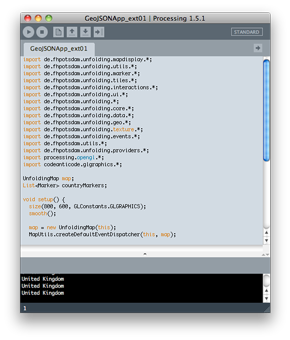 GeoJSONApp_ext01 | Processing 1.5.1
STANDARD
GeoJSONApp_ext01
import de.fhpotsdam.unfolding.mapdisplay.*;
import de.fhpotsdam.unfolding.utils.*;
import de.fhpotsdam.unfolding.marker.*;
import de.fhpotsdam.unfolding.tiles.*;
import de.fhpotsdam.unfolding.interactions.*;
import de.fhpotsdam.unfolding.ui.*;
import de.fhpotsdam.unfolding.*;
import de.fhpotsdam.unfolding.core.*;
import de.fhpotsdam.unfolding.data.*;
import de.fhpotsdam.unfolding.geo.*;
import de.fhpotsdam.unfolding.texture.*;
import de.fhpotsdam.unfolding.events.*;
import de.fhpotsdam.utils.*;
import de.fhpotsdam.unfolding.providers.*;
import processing.opengl.*;
import codeanticode.glgraphics.*;
UnfoldingMap map;
List<Marker> countryMarkers;
void setup() {
size(800, 600, GLConstants.GLGRAPHICS);
smooth();
map = new UnfoldingMap(this);
MapUtils.createDefaultEventDispatcher(this, map);
United Kingdom
United Kingdom
United Kingdom
1